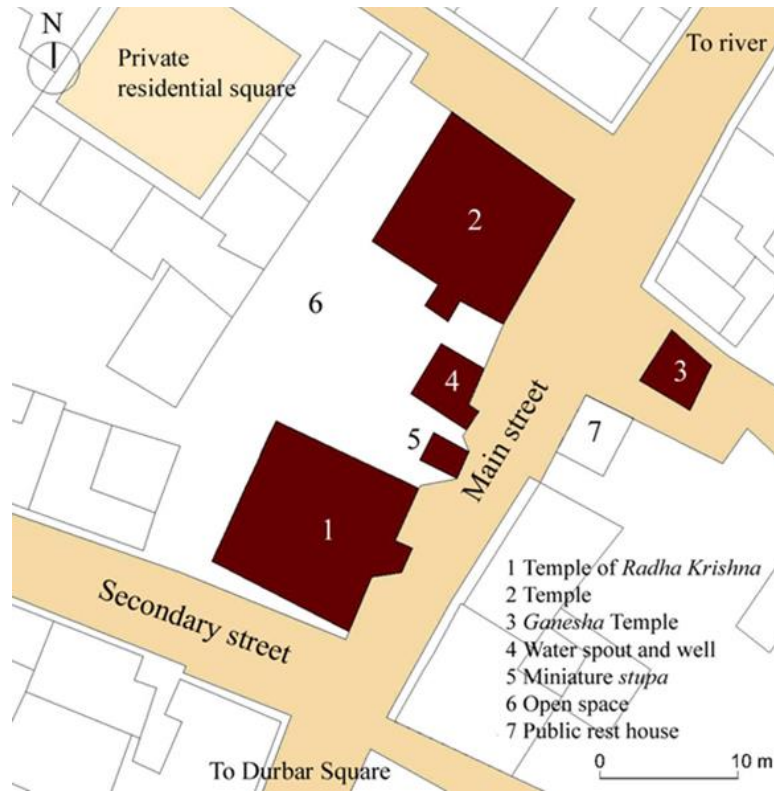 N
Private
residential square
To river
2
6
3
4
Main street
7
5
1
Secondary street
1 Temple of Radha Krishna
2 Temple
3 Ganesha Temple
4 Water spout and well
5 Miniature stupa
6 Open space
7 Public rest house
To Durbar Square
0 10 m